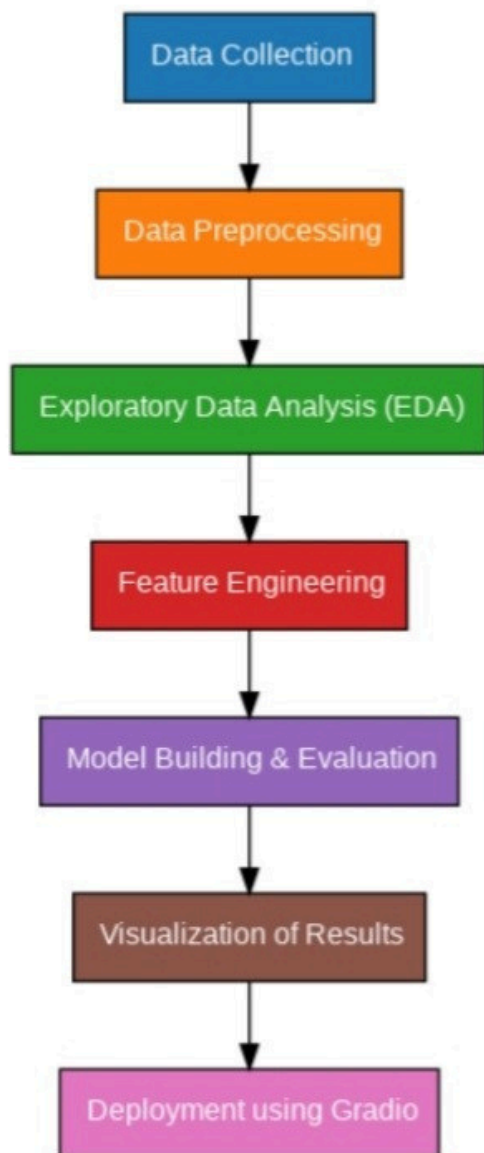 Data Collection
Data Preprocessing
Exploratory Data Analysis (EDA)
Feature Engineering
Model Building & Evaluation
Visualization of Results
Deployment using Gradio